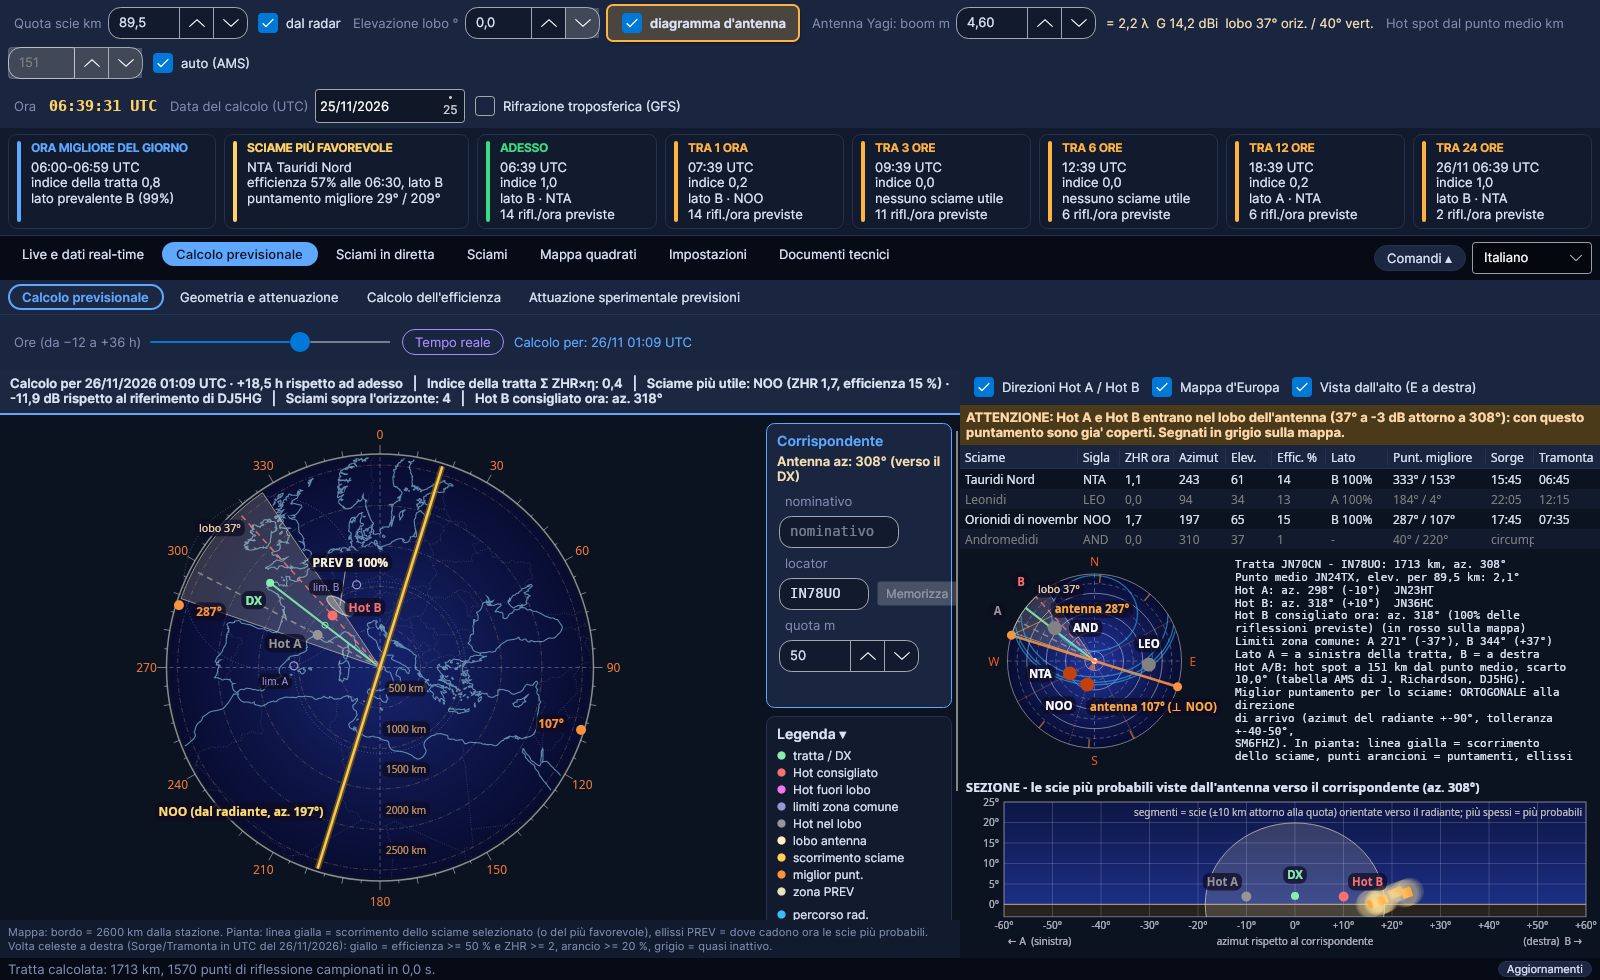 Quota scie km 89,5 dal radar Elevazione lobo ° 0,0 diagramma d'antenna Antenna Yagi: boom m 4,60 = 2,2 λ G 14,2 dBi lobo 37° oriz. / 40° vert. Hot spot dal punto medio km
151 auto (AMS)
Ora 06:39:31 UTC Data del calcolo (UTC) 25/11/2026 25 Rifrazione troposferica (GFS)
ORA MIGLIORE DEL GIORNO
06:00-06:59 UTC
indice della tratta 0,8
lato prevalente B (99%)
SCIAME PIÙ FAVOREVOLE
NTA Tauridi Nord
efficienza 57% alle 06:30, lato B
puntamento migliore 29° / 209°
ADESSO
06:39 UTC
indice 1,0
lato B · NTA
14 rifl./ora previste
TRA 1 ORA
07:39 UTC
indice 0,2
lato B · NOO
14 rifl./ora previste
TRA 3 ORE
09:39 UTC
indice 0,0
nessuno sciame utile
11 rifl./ora previste
TRA 6 ORE
12:39 UTC
indice 0,0
nessuno sciame utile
6 rifl./ora previste
TRA 12 ORE
18:39 UTC
indice 0,2
lato A · NTA
6 rifl./ora previste
TRA 24 ORE
26/11 06:39 UTC
indice 1,0
lato B · NTA
2 rifl./ora previste
Live e dati real-time Calcolo previsionale Sciami in diretta Sciami Mappa quadrati Impostazioni Documenti tecnici Comandi ▴ Italiano
Calcolo previsionale Geometria e attenuazione Calcolo dell'efficienza Attuazione sperimentale previsioni
Ore (da −12 a +36 h) Tempo reale Calcolo per: 26/11 01:09 UTC
Calcolo per 26/11/2026 01:09 UTC · +18,5 h rispetto ad adesso | Indice della tratta Σ ZHR×η: 0,4 | Sciame più utile: NOO (ZHR 1,7, efficienza 15 %) ·
-11,9 dB rispetto al riferimento di DJ5HG | Sciami sopra l'orizzonte: 4 | Hot B consigliato ora: az. 318°
0
330
30
lobo 37°
300
60
PREV B 100%
lim. B
DX
287°
Hot B
Hot A
270
90
lim. A
500 km
107°
1000 km
1500 km
240
120
NOO (dal radiante, az. 197°)
2000 km
2500 km
210
150
180
Corrispondente
Antenna az: 308° (verso il
DX)
nominativo
nominativo
locator
IN78UO Memorizza
quota m
50
Legenda ▾
tratta / DX
Hot consigliato
Hot fuori lobo
limiti zona comune
Hot nel lobo
lobo antenna
scorrimento sciame
miglior punt.
zona PREV
percorso rad.
Mappa: bordo = 2600 km dalla stazione. Pianta: linea gialla = scorrimento dello sciame selezionato (o del più favorevole), ellissi PREV = dove cadono ora le scie più probabili.
Volta celeste a destra (Sorge/Tramonta in UTC del 26/11/2026): giallo = efficienza >= 50 % e ZHR >= 2, arancio >= 20 %, grigio = quasi inattivo.
Direzioni Hot A / Hot B Mappa d'Europa Vista dall'alto (E a destra)
ATTENZIONE: Hot A e Hot B entrano nel lobo dell'antenna (37° a -3 dB attorno a 308°): con questo
puntamento sono gia' coperti. Segnati in grigio sulla mappa.
Sciame Sigla ZHR ora Azimut Elev. Effic. % Lato Punt. migliore Sorge Tramonta
Tauridi Nord NTA 1,1 243 61 14 B 100% 333° / 153° 15:45 06:45
Leonidi LEO 0,0 94 34 13 A 100% 184° / 4° 22:05 12:15
Orionidi di novembr NOO 1,7 197 65 15 B 100% 287° / 107° 17:45 07:35
Andromedidi AND 0,0 310 37 1 - 40° / 220° circump
N
B
lobo 37°
A
antenna 287°
AND
LEO
W
E
NTA
NOO
antenna 107° (⊥ NOO)
S
Tratta JN70CN - IN78UO: 1713 km, az. 308°
Punto medio JN24TX, elev. per 89,5 km: 2,1°
Hot A: az. 298° (-10°) JN23HT
Hot B: az. 318° (+10°) JN36HC
Hot B consigliato ora: az. 318° (100% delle
riflessioni previste) (in rosso sulla mappa)
Limiti zona comune: A 271° (-37°), B 344° (+37°)
Lato A = a sinistra della tratta, B = a destra
Hot A/B: hot spot a 151 km dal punto medio, scarto
10,0° (tabella AMS di J. Richardson, DJ5HG).
Miglior puntamento per lo sciame: ORTOGONALE alla
direzione
di arrivo (azimut del radiante +-90°, tolleranza
+-40-50°,
SM6FHZ). In pianta: linea gialla = scorrimento
dello sciame, punti arancioni = puntamenti, ellissi
SEZIONE - le scie più probabili viste dall'antenna verso il corrispondente (az. 308°)
25°
segmenti = scie (±10 km attorno alla quota) orientate verso il radiante; più spessi = più probabili
20°
15°
10°
5°
0°
Hot A
DX
Hot B
-60° -50° -40° -30° -20° -10° 0° +10° +20° +30° +40° +50° +60°
← A (sinistra) azimut rispetto al corrispondente (destra) B →
Tratta calcolata: 1713 km, 1570 punti di riflessione campionati in 0,0 s. Aggiornamenti